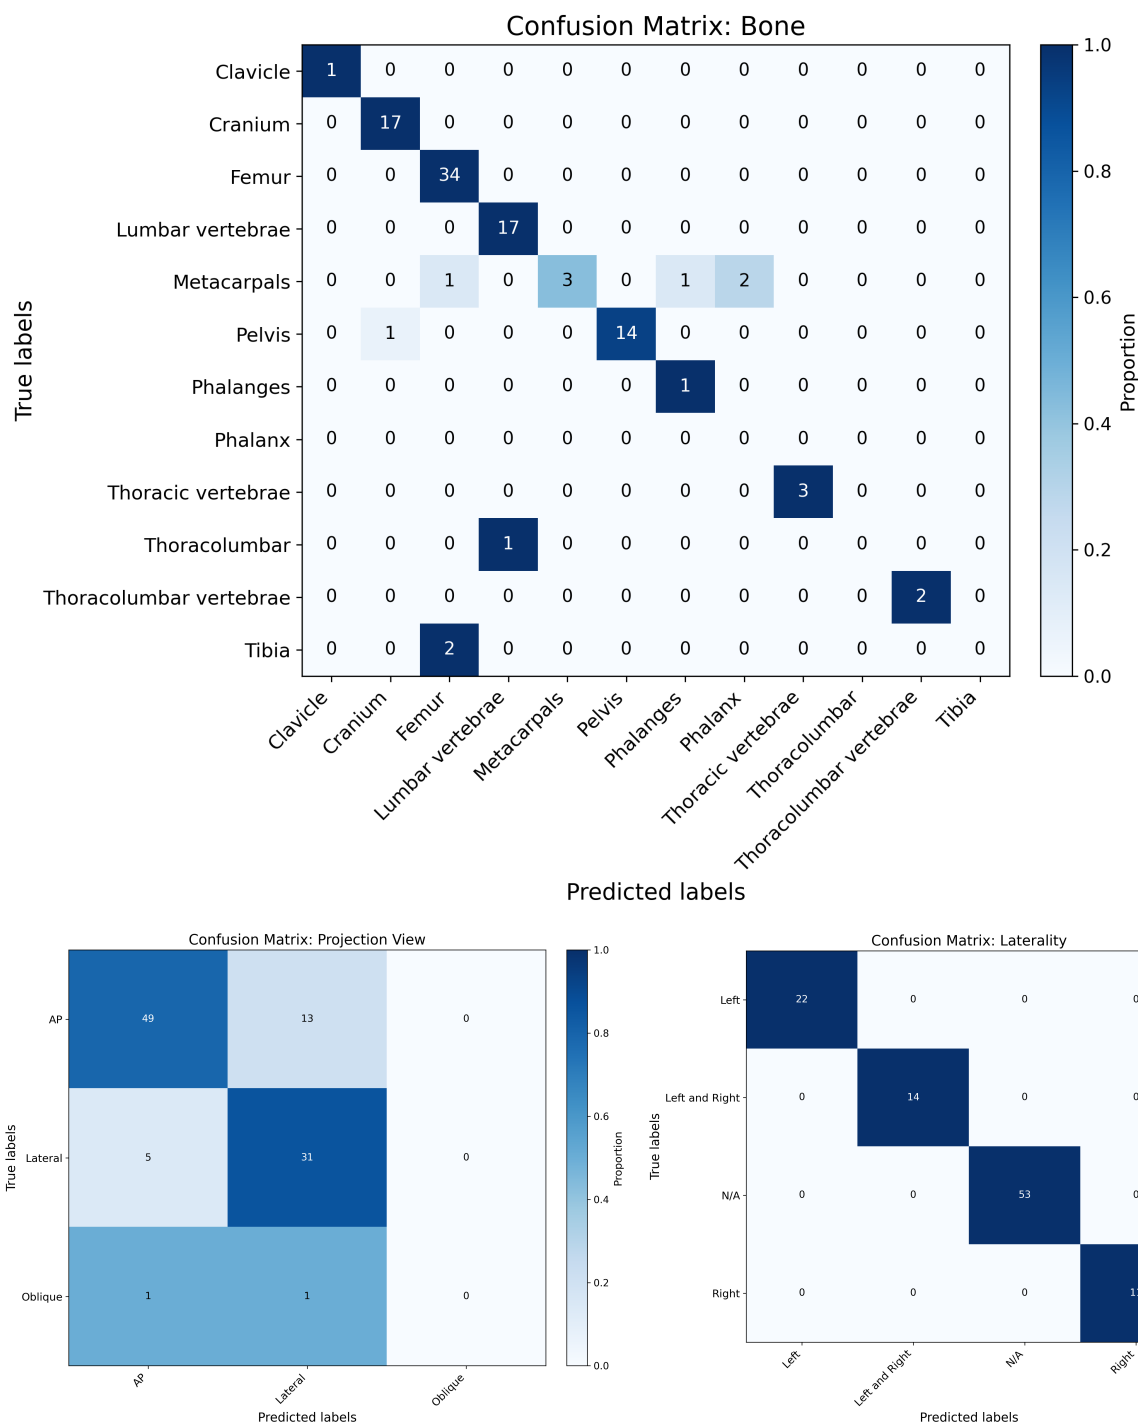 Confusion Matrix: Bone
Clavicle 1 0 0 0 0 0 0 0 0 0 0 0
Cranium 0 17 0 0 0 0 0 0 0 0 0 0
Femur 0 0 34 0 0 0 0 0 0 0 0 0
Lumbar vertebrae 0 0 0 17 0 0 0 0 0 0 0 0
Metacarpals 0 0 1 0 3 0 1 2 0 0 0 0
Pelvis 0 1 0 0 0 14 0 0 0 0 0 0
Phalanges 0 0 0 0 0 0 1 0 0 0 0 0
Phalanx 0 0 0 0 0 0 0 0 0 0 0 0
Thoracic vertebrae 0 0 0 0 0 0 0 0 3 0 0 0
Thoracolumbar 0 0 0 1 0 0 0 0 0 0 0 0
Thoracolumbar vertebrae 0 0 0 0 0 0 0 0 0 0 2 0
Tibia 0 0 2 0 0 0 0 0 0 0 0 0
True labels
Clavicle
Cranium
Femur
Lumbar vertebrae
Metacarpals
Pelvis
Phalanges
Phalanx
Thoracic vertebrae
Thoracolumbar
Thoracolumbar vertebrae
Tibia
Predicted labels
1.0
0.8
0.6
0.4
0.2
0.0
Proportion
Confusion Matrix: Projection View
AP 49 13 0
Lateral 5 31 0
Oblique 1 1 0
True labels
AP
Lateral
Oblique
Predicted labels
1.0
0.8
0.6
0.4
0.2
0.0
Proportion
Confusion Matrix: Laterality
Left 22 0 0 0
Left and Right 0 14 0 0
N/A 0 0 53 0
Right 0 0 0
True labels
Left
Left and Right
N/A
Right
Predicted labels